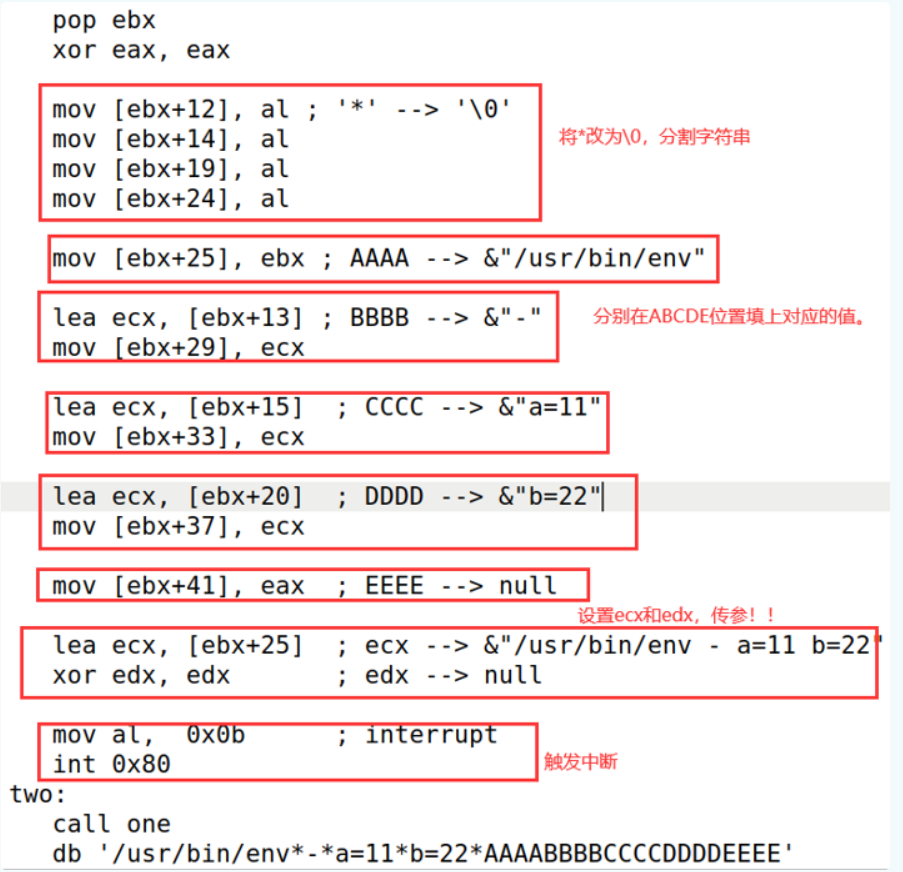 pop ebx
xor eax, eax
mov [ebx+12], al ; '*' --> '\0'
mov [ebx+14], al
将*改为\0，分割字符串
mov [ebx+19], al
mov [ebx+24], al
mov [ebx+25], ebx ; AAAA --> &"/usr/bin/env"
lea ecx, [ebx+13] ; BBBB --> &"-"
分别在ABCDE位置填上对应的值。
mov [ebx+29], ecx
lea ecx, [ebx+15]  ; CCCC --> &"a=11"
mov [ebx+33], ecx
lea ecx, [ebx+20]  ; DDDD --> &"b=22"
mov [ebx+37], ecx
mov [ebx+41], eax  ; EEEE --> null
设置ecx和edx，传参！！
lea ecx, [ebx+25]  ; ecx --> &"/usr/bin/env - a=11 b=22"
xor edx, edx       ; edx --> null
mov al,  0x0b      ; interrupt
int 0x80
触发中断
two:
call one
db '/usr/bin/env*-*a=11*b=22*AAAABBBBCCCCDDDDEEEE'